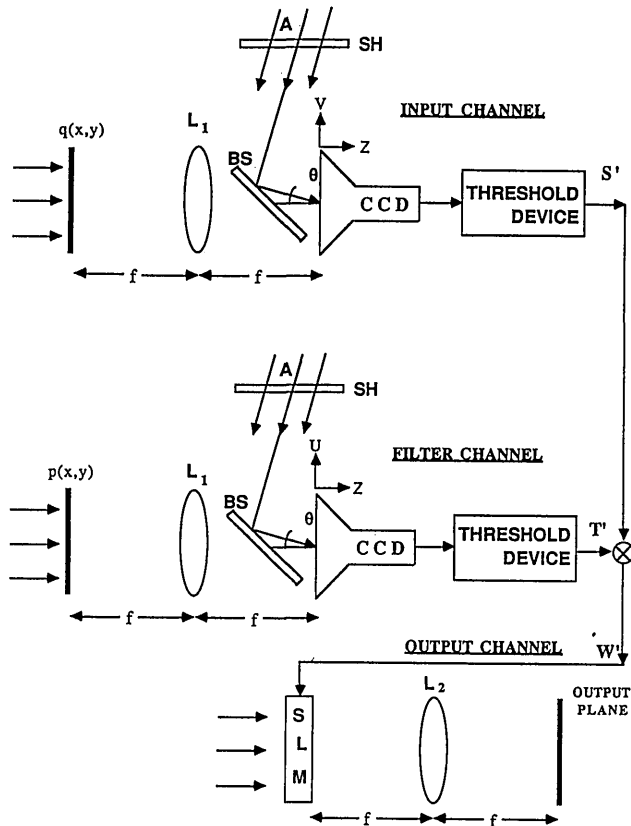 A
SH
V
INPUT CHANNEL
q(x,y)
L1
BS
θ
Z
CCD
THRESHOLD DEVICE
S'
f
f
A
SH
U
FILTER CHANNEL
p(x,y)
L1
BS
θ
Z
CCD
THRESHOLD DEVICE
T'
f
f
OUTPUT CHANNEL
'W'
L2
OUTPUT PLANE
SLM
f
f